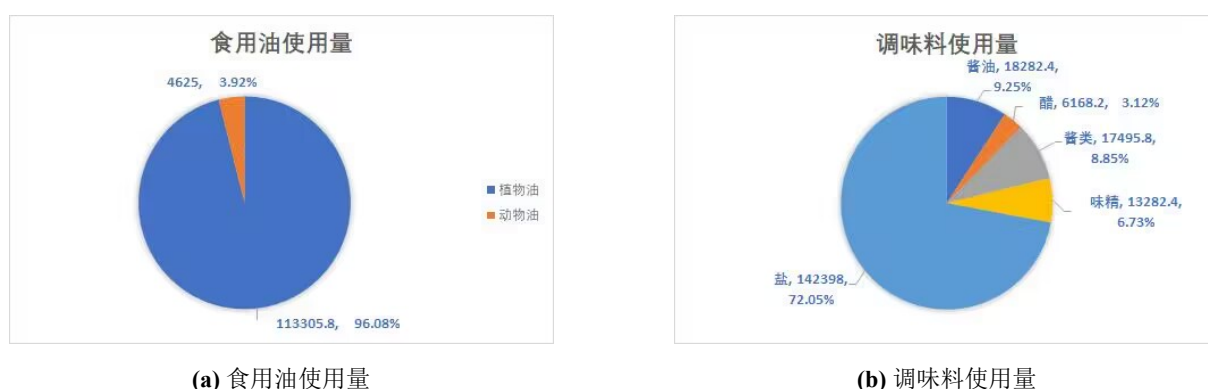 食用油使用量
4625, 3.92%
植物油
动物油
113305.8, 96.08%
(a) 食用油使用量
调味料使用量
酱油, 18282.4,
9.25%
醋, 6168.2, 3.12%
酱类, 17495.8,
8.85%
味精, 13282.4,
6.73%
盐, 142398,
72.05%
(b) 调味料使用量